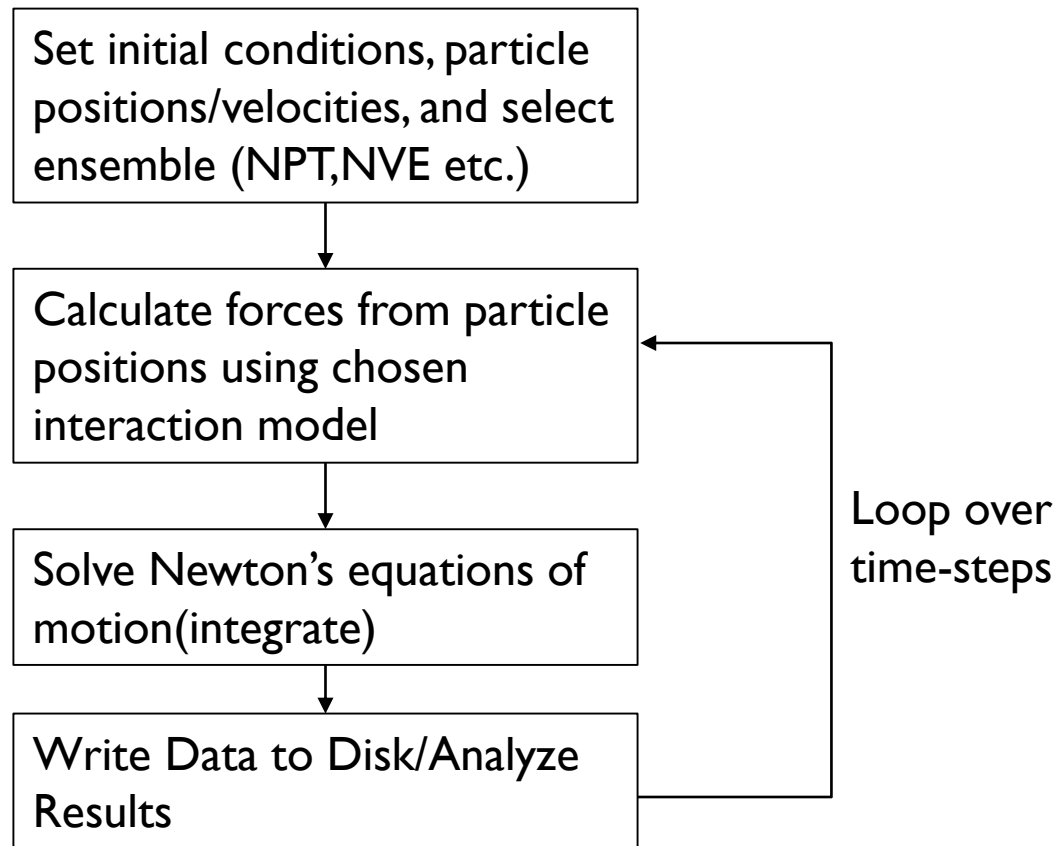 Set initial conditions, particle
positions/velocities, and select
ensemble (NPT,NVE etc.)
Calculate forces from particle
positions using chosen
interaction model
Solve Newton’s equations of
motion(integrate)
Write Data to Disk/Analyze
Results
Loop over
time-steps